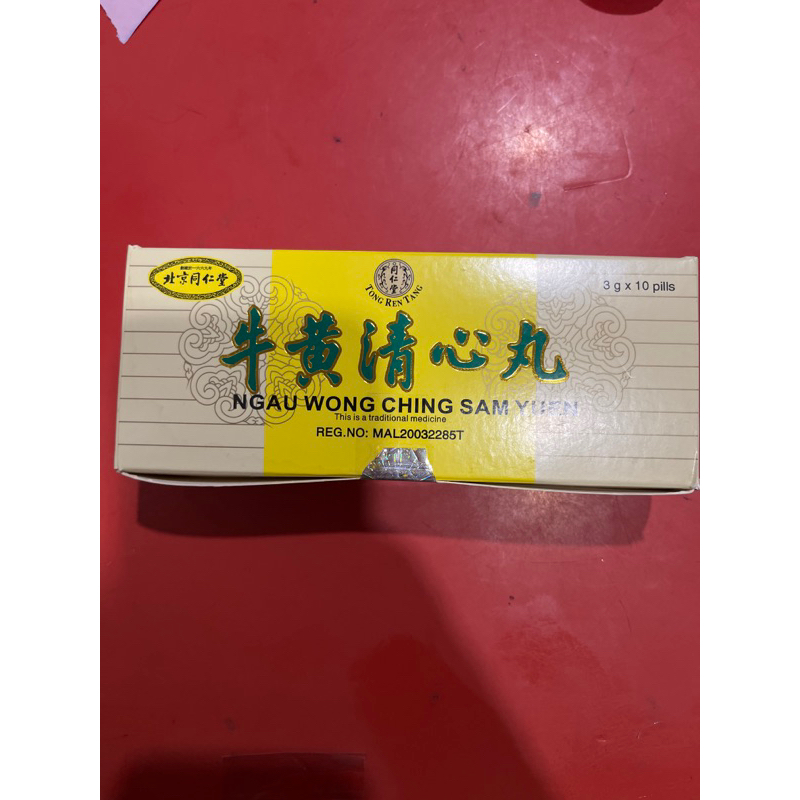 北京同仁堂
同仁堂
TONG REN TANG
3 g x 10 pills
牛黄清心丸
NGAU WONG CHING SAM YUEN
This is a traditional medicine
REG.NO: MAL20032285T